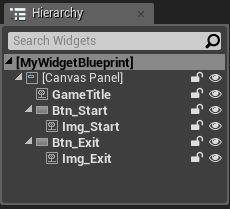 Hierarchy
Search Widgets
[MyWidgetBlueprint]
[Canvas Panel]
GameTitle
Btn_Start
Img_Start
Btn_Exit
Img_Exit